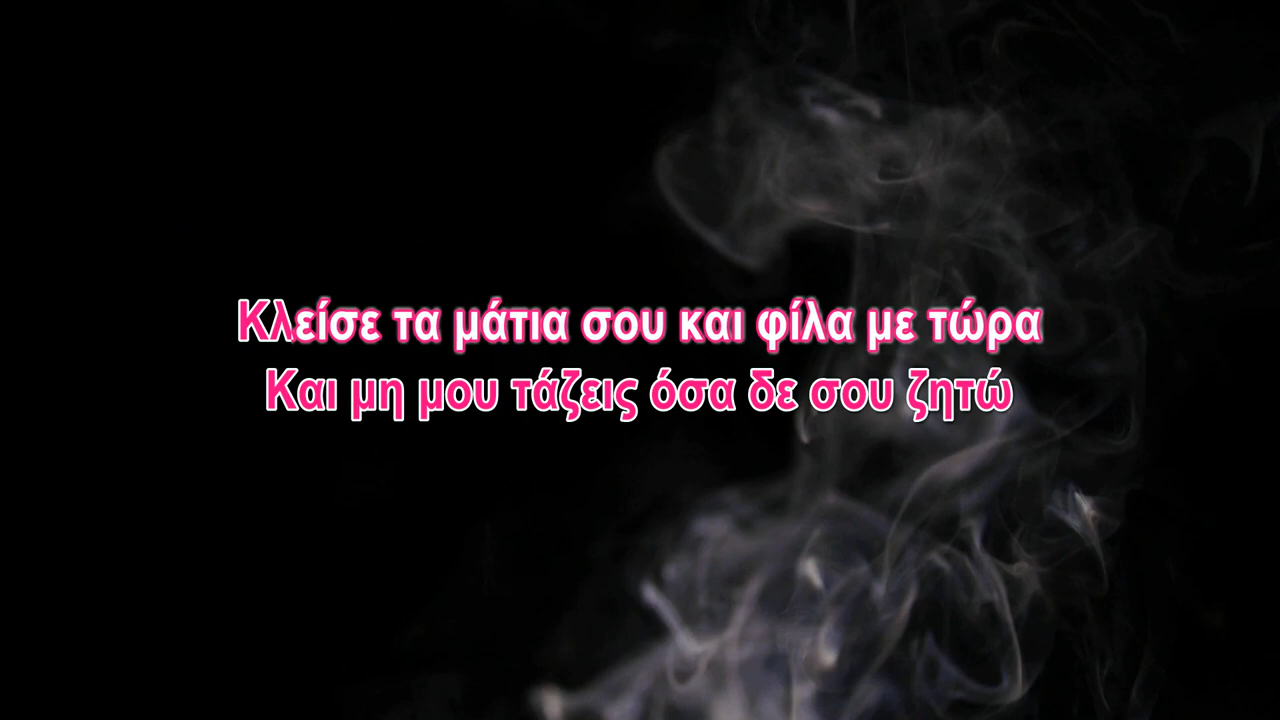 Κλείσε τα μάτια σου και φίλα με τώρα
Και μη μου τάζεις όσα δε σου ζητώ